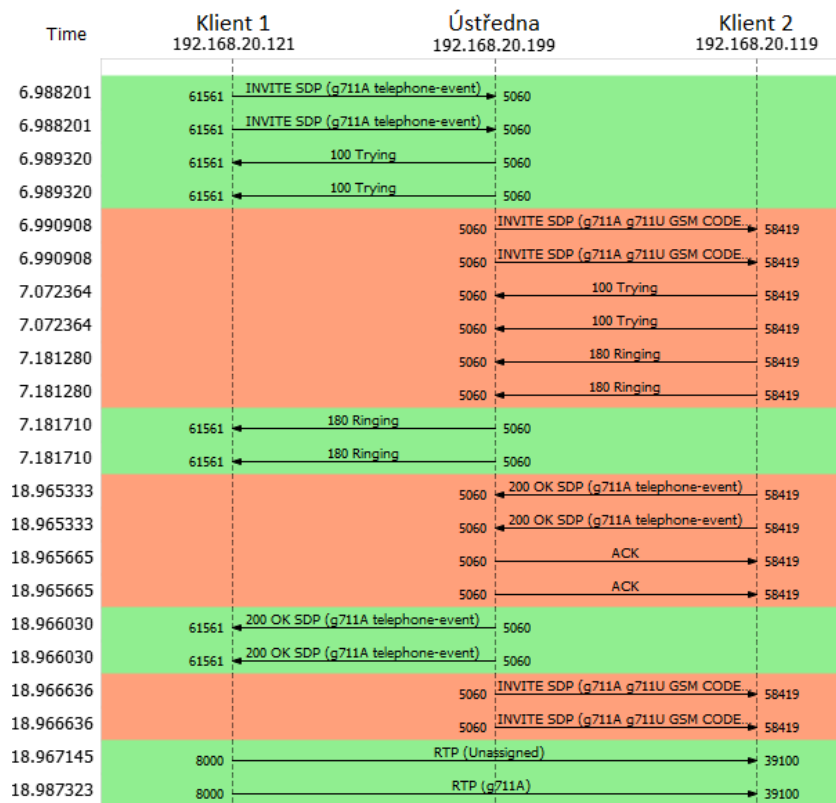 Time
Klient 1
192.168.20.121
Ústředna
192.168.20.199
Klient 2
192.168.20.119
6.988201 61561 INVITE SDP (g711A telephone-event) 5060
6.988201 61561 INVITE SDP (g711A telephone-event) 5060
6.989320 61561 100 Trying 5060
6.989320 61561 100 Trying 5060
6.990908 5060 INVITE SDP (g711A g711U GSM CODE... 58419
6.990908 5060 INVITE SDP (g711A g711U GSM CODE... 58419
7.072364 5060 100 Trying 58419
7.072364 5060 100 Trying 58419
7.181280 5060 180 Ringing 58419
7.181280 5060 180 Ringing 58419
7.181710 61561 180 Ringing 5060
7.181710 61561 180 Ringing 5060
18.965333 5060 200 OK SDP (g711A telephone-event) 58419
18.965333 5060 200 OK SDP (g711A telephone-event) 58419
18.965665 5060 ACK 58419
18.965665 5060 ACK 58419
18.966030 61561 200 OK SDP (g711A telephone-event) 5060
18.966030 61561 200 OK SDP (g711A telephone-event) 5060
18.966636 5060 INVITE SDP (g711A g711U GSM CODE... 58419
18.966636 5060 INVITE SDP (g711A g711U GSM CODE... 58419
18.967145 8000 RTP (Unassigned) 39100
18.987323 8000 RTP (g711A) 39100